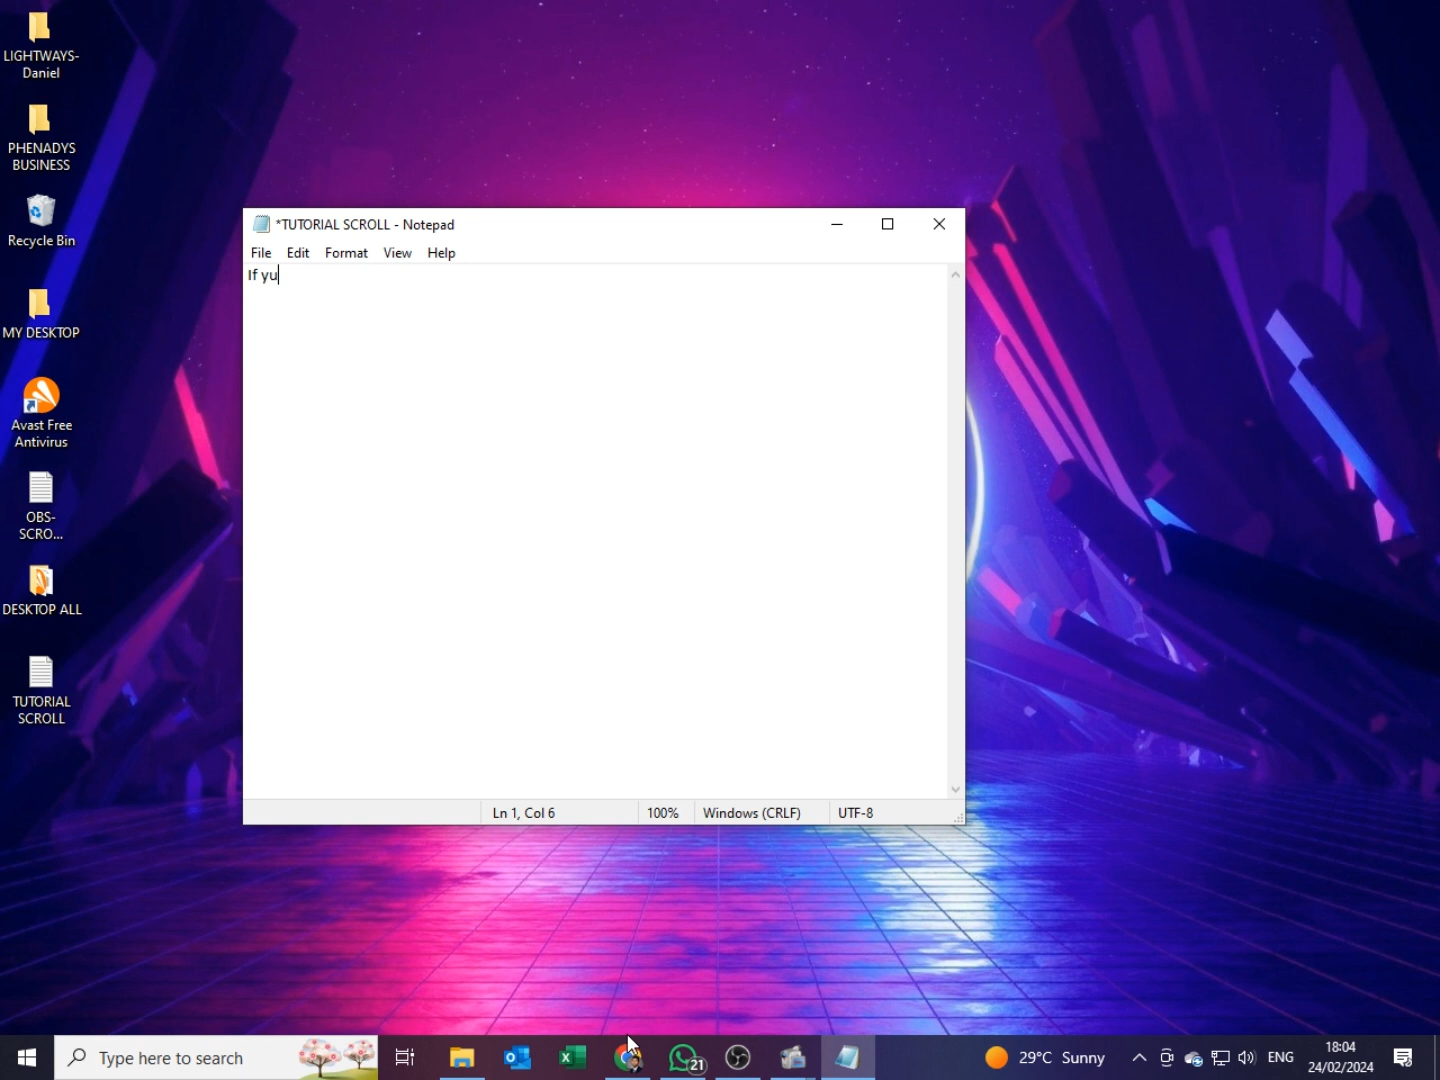 LIGHTWAYS-
Daniel
PHENADYS
BUSINESS
Recycle Bin
MY DESKTOP
Avast Free
Antivirus
OBS-
SCRO...
DESKTOP ALL
TUTORIAL
SCROLL
*TUTORIAL SCROLL - Notepad
File Edit Format View Help
If yu
Ln 1, Col 6 100% Windows (CRLF) UTF-8
Type here to search
21
29°C Sunny
ENG
18:04
24/02/2024